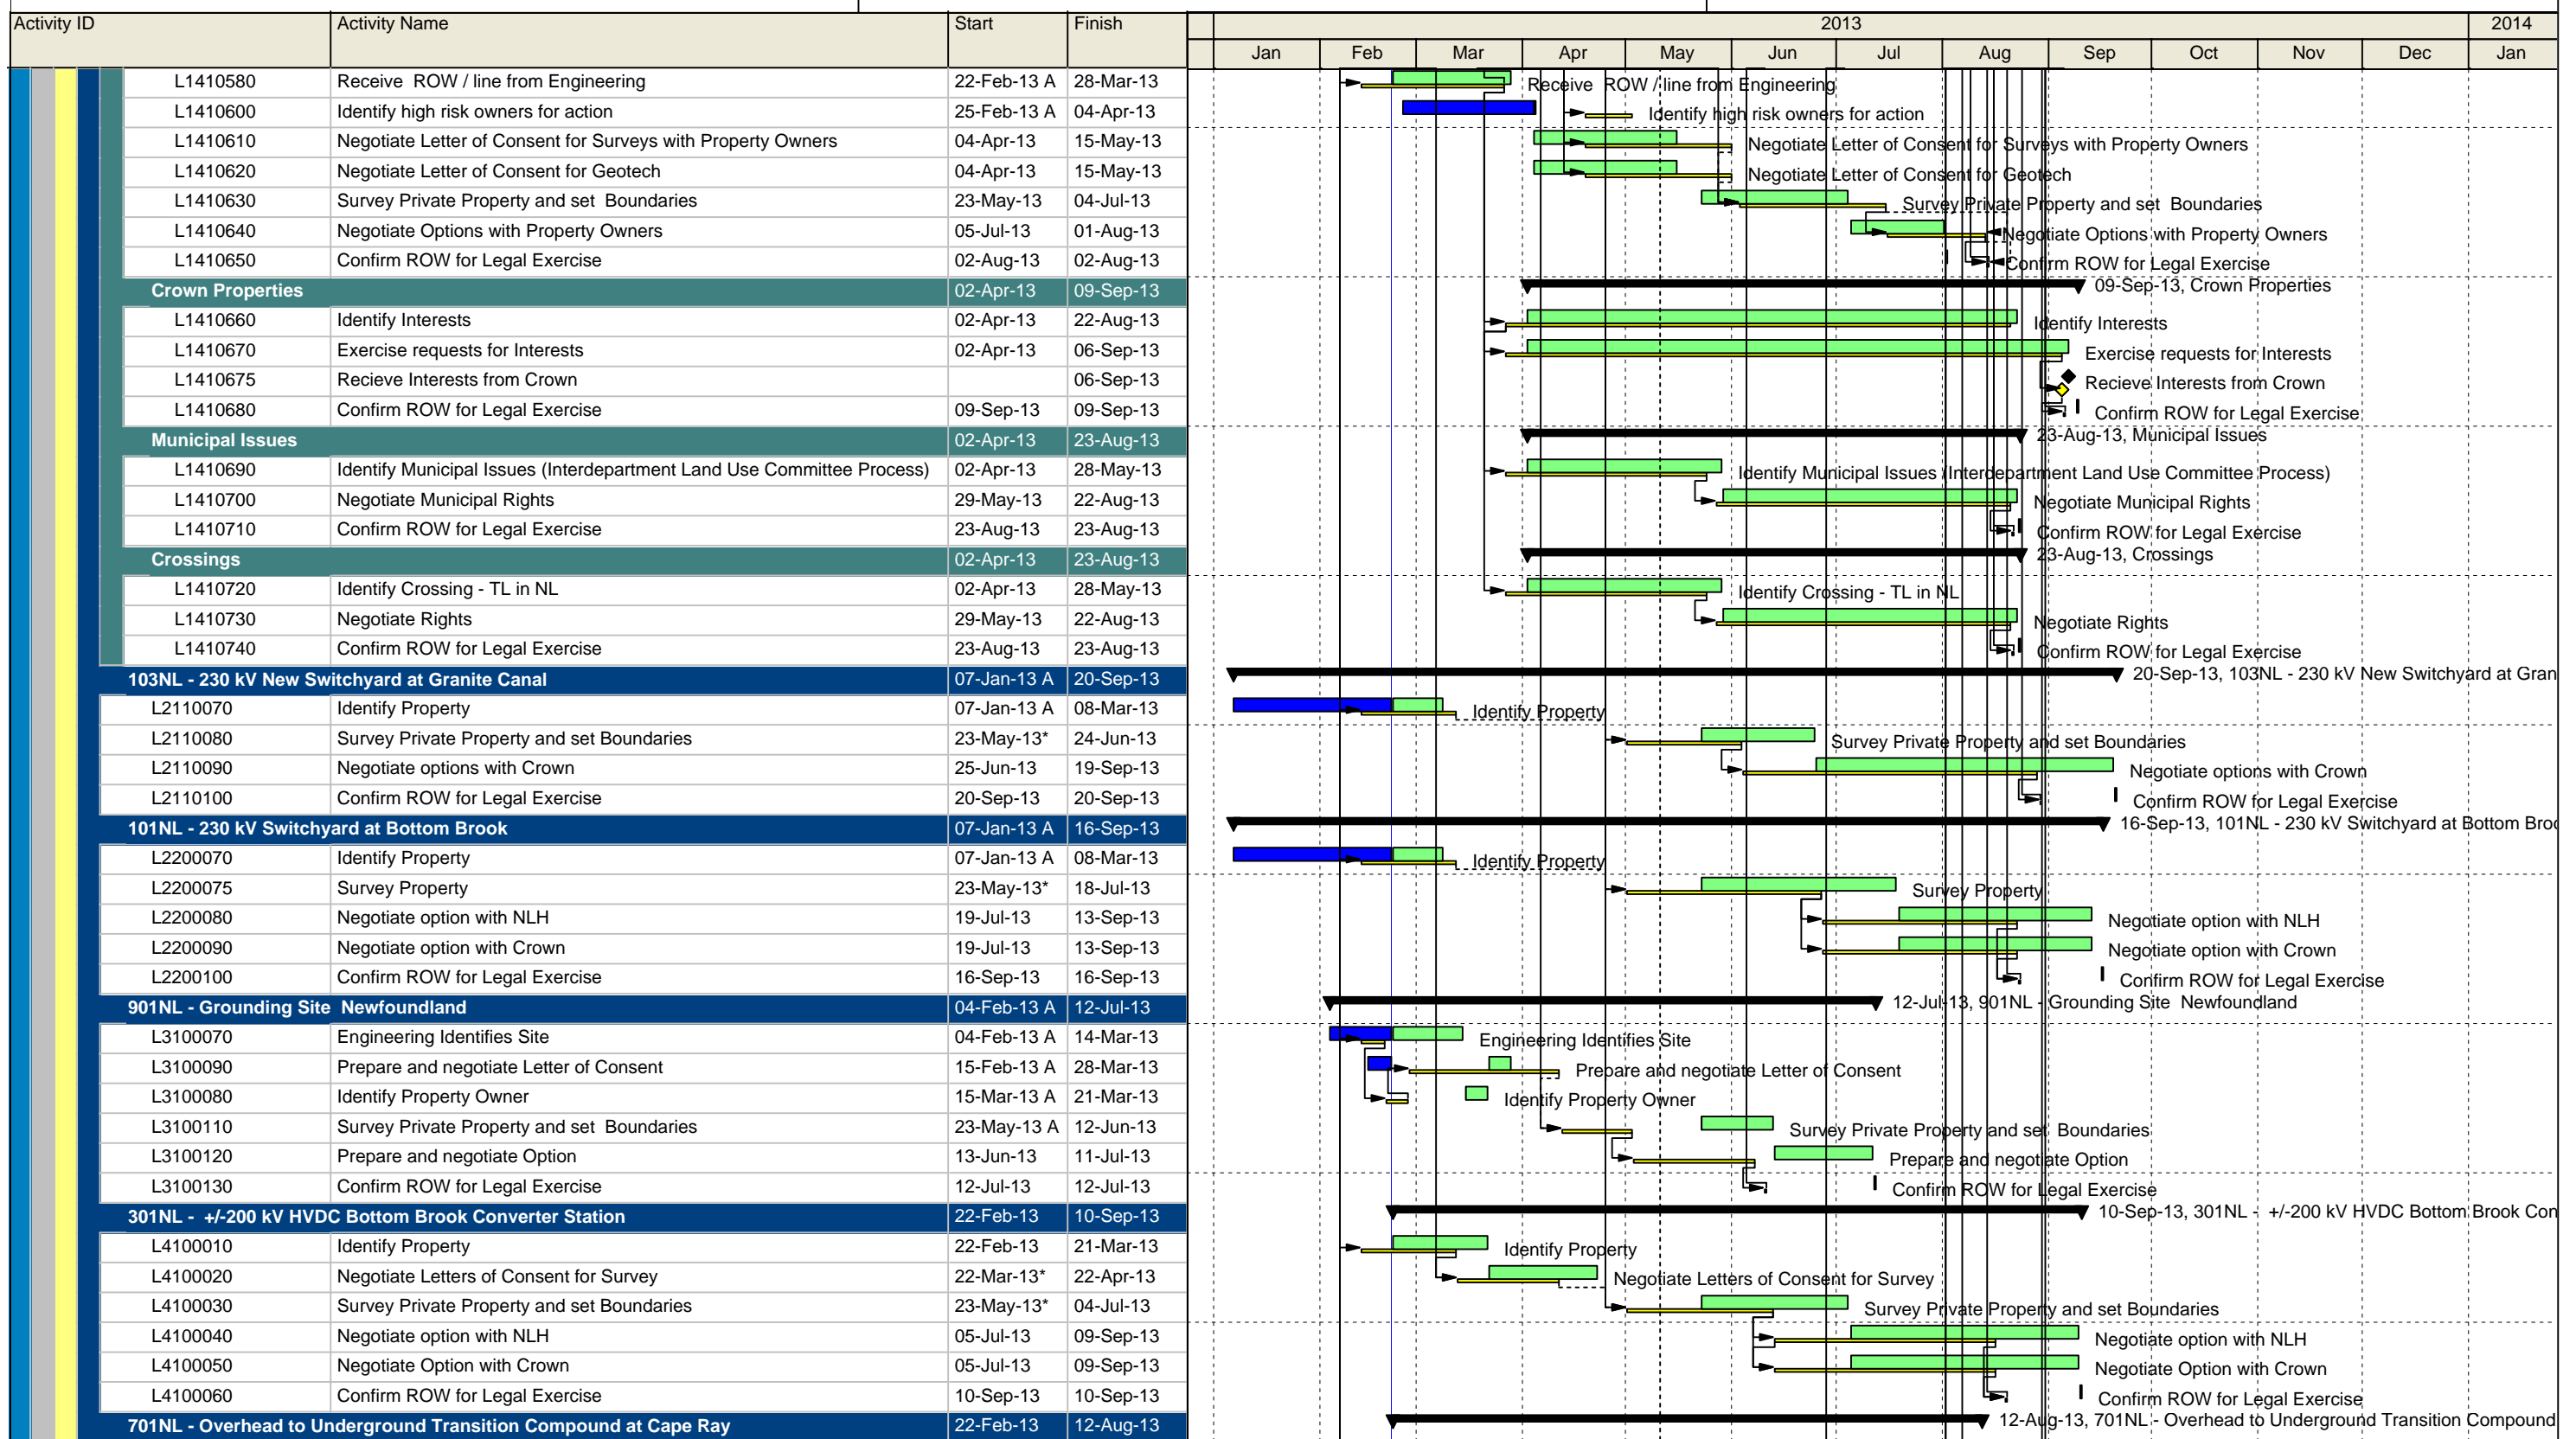 Activity ID Activity Name Start Finish 2013 2014
Jan Feb Mar Apr May Jun Jul Aug Sep Oct Nov Dec Jan
L1410580 Receive ROW / line from Engineering 22-Feb-13 A 28-Mar-13 Receive ROW / line from Engineering
L1410600 Identify high risk owners for action 25-Feb-13 A 04-Apr-13 Identify high risk owners for action
L1410610 Negotiate Letter of Consent for Surveys with Property Owners 04-Apr-13 15-May-13 Negotiate Letter of Consent for Surveys with Property Owners
L1410620 Negotiate Letter of Consent for Geotech 04-Apr-13 15-May-13 Negotiate Letter of Consent for Geotech
L1410630 Survey Private Property and set Boundaries 23-May-13 04-Jul-13 Survey Private Property and set Boundaries
L1410640 Negotiate Options with Property Owners 05-Jul-13 01-Aug-13 Negotiate Options with Property Owners
L1410650 Confirm ROW for Legal Exercise 02-Aug-13 02-Aug-13 Confirm ROW for Legal Exercise
Crown Properties 02-Apr-13 09-Sep-13 09-Sep-13, Crown Properties
L1410660 Identify Interests 02-Apr-13 22-Aug-13 Identify Interests
L1410670 Exercise requests for Interests 02-Apr-13 06-Sep-13 Exercise requests for Interests
L1410675 Recieve Interests from Crown 06-Sep-13 Recieve Interests from Crown
L1410680 Confirm ROW for Legal Exercise 09-Sep-13 09-Sep-13 Confirm ROW for Legal Exercise
Municipal Issues 02-Apr-13 23-Aug-13 23-Aug-13, Municipal Issues
L1410690 Identify Municipal Issues (Interdepartment Land Use Committee Process) 02-Apr-13 28-May-13 Identify Municipal Issues (Interdepartment Land Use Committee Process)
L1410700 Negotiate Municipal Rights 29-May-13 22-Aug-13 Negotiate Municipal Rights
L1410710 Confirm ROW for Legal Exercise 23-Aug-13 23-Aug-13 Confirm ROW for Legal Exercise
Crossings 02-Apr-13 23-Aug-13 23-Aug-13, Crossings
L1410720 Identify Crossing - TL in NL 02-Apr-13 28-May-13 Identify Crossing - TL in NL
L1410730 Negotiate Rights 29-May-13 22-Aug-13 Negotiate Rights
L1410740 Confirm ROW for Legal Exercise 23-Aug-13 23-Aug-13 Confirm ROW for Legal Exercise
103NL - 230 kV New Switchyard at Granite Canal 07-Jan-13 A 20-Sep-13 20-Sep-13, 103NL - 230 kV New Switchyard at Gran
L2110070 Identify Property 07-Jan-13 A 08-Mar-13 Identify Property
L2110080 Survey Private Property and set Boundaries 23-May-13* 24-Jun-13 Survey Private Property and set Boundaries
L2110090 Negotiate options with Crown 25-Jun-13 19-Sep-13 Negotiate options with Crown
L2110100 Confirm ROW for Legal Exercise 20-Sep-13 20-Sep-13 Confirm ROW for Legal Exercise
101NL - 230 kV Switchyard at Bottom Brook 07-Jan-13 A 16-Sep-13 16-Sep-13, 101NL - 230 kV Switchyard at Bottom Broo
L2200070 Identify Property 07-Jan-13 A 08-Mar-13 Identify Property
L2200075 Survey Property 23-May-13* 18-Jul-13 Survey Property
L2200080 Negotiate option with NLH 19-Jul-13 13-Sep-13 Negotiate option with NLH
L2200090 Negotiate option with Crown 19-Jul-13 13-Sep-13 Negotiate option with Crown
L2200100 Confirm ROW for Legal Exercise 16-Sep-13 16-Sep-13 Confirm ROW for Legal Exercise
901NL - Grounding Site Newfoundland 04-Feb-13 A 12-Jul-13 12-Jul-13, 901NL - Grounding Site Newfoundland
L3100070 Engineering Identifies Site 04-Feb-13 A 14-Mar-13 Engineering Identifies Site
L3100090 Prepare and negotiate Letter of Consent 15-Feb-13 A 28-Mar-13 Prepare and negotiate Letter of Consent
L3100080 Identify Property Owner 15-Mar-13 A 21-Mar-13 Identify Property Owner
L3100110 Survey Private Property and set Boundaries 23-May-13 A 12-Jun-13 Survey Private Property and set Boundaries
L3100120 Prepare and negotiate Option 13-Jun-13 11-Jul-13 Prepare and negotiate Option
L3100130 Confirm ROW for Legal Exercise 12-Jul-13 12-Jul-13 Confirm ROW for Legal Exercise
301NL - +/-200 kV HVDC Bottom Brook Converter Station 22-Feb-13 10-Sep-13 10-Sep-13, 301NL - +/-200 kV HVDC Bottom Brook Con
L4100010 Identify Property 22-Feb-13 21-Mar-13 Identify Property
L4100020 Negotiate Letters of Consent for Survey 22-Mar-13* 22-Apr-13 Negotiate Letters of Consent for Survey
L4100030 Survey Private Property and set Boundaries 23-May-13* 04-Jul-13 Survey Private Property and set Boundaries
L4100040 Negotiate option with NLH 05-Jul-13 09-Sep-13 Negotiate option with NLH
L4100050 Negotiate Option with Crown 05-Jul-13 09-Sep-13 Negotiate Option with Crown
L4100060 Confirm ROW for Legal Exercise 10-Sep-13 10-Sep-13 Confirm ROW for Legal Exercise
701NL - Overhead to Underground Transition Compound at Cape Ray 22-Feb-13 12-Aug-13 12-Aug-13, 701NL - Overhead to Underground Transition Compound